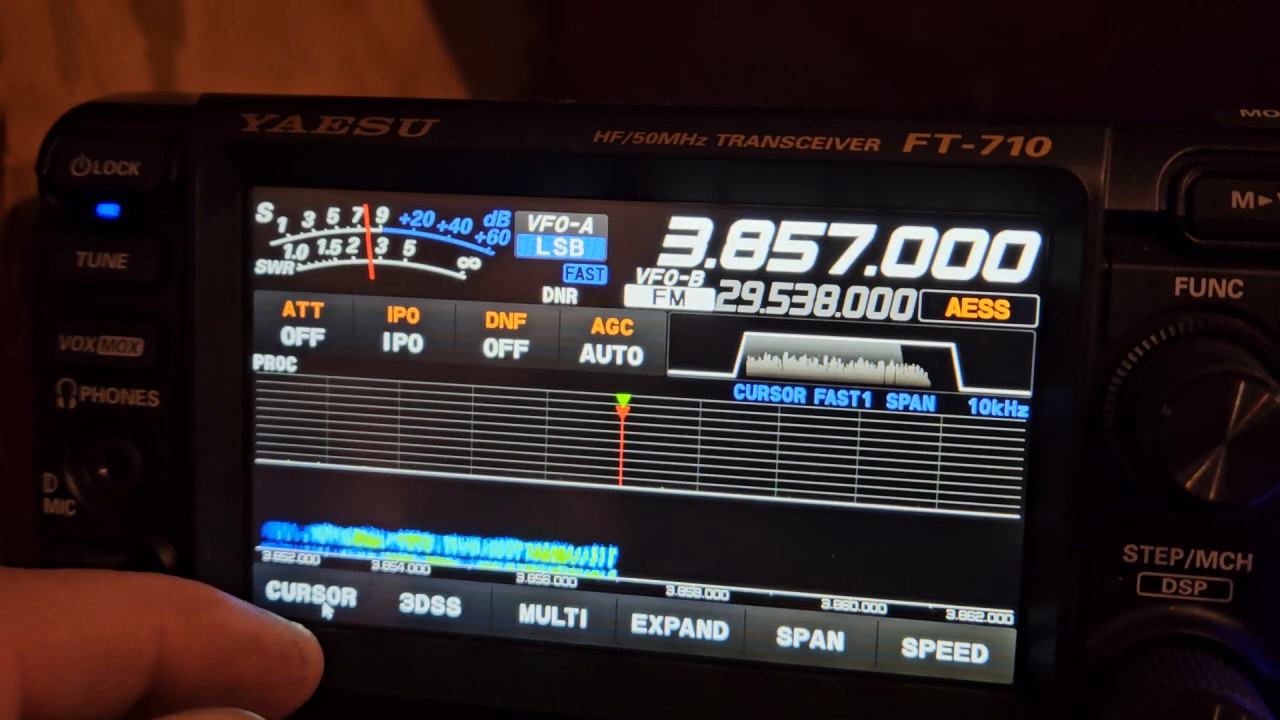 YAESU HF/50MHz TRANSCEIVER FT-710
LOCK
TUNE
VOX MOX
PHONES
MIC
M
FUNC
STEP/MCH
DSP
S 1 3 5 7 9 +20 +40 +60 dB
1.0 1.5 2 3 5 ∞
SWR
VFO-A
LSB
FAST
DNR
3.857.000
VFO-B
FM
29.538.000
AESS
ATT IPO DNF AGC
OFF IPO OFF AUTO
PROC
CURSOR FAST1 SPAN 10kHz
3.852.000 3.854.000 3.856.000 3.858.000 3.860.000 3.862.000
CURSOR 3DSS MULTI EXPAND SPAN SPEED